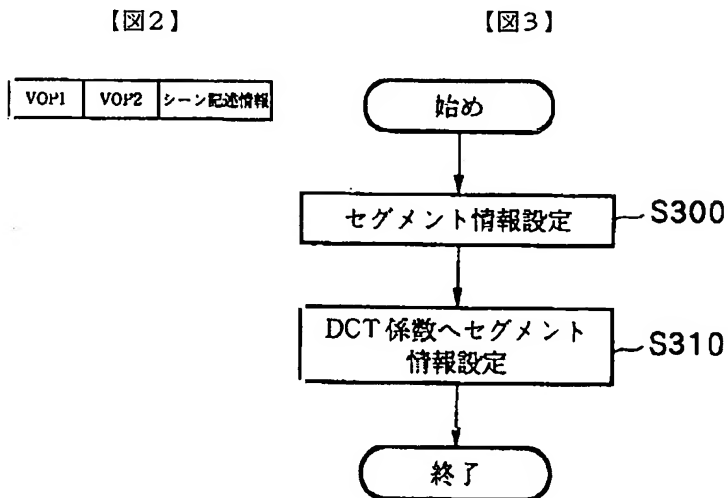 【図2】
【図3】
VOP1 VOP2 シーン記述情報
始め
セグメント情報設定
S300
DCT係数へセグメント
情報設定
S310
終了